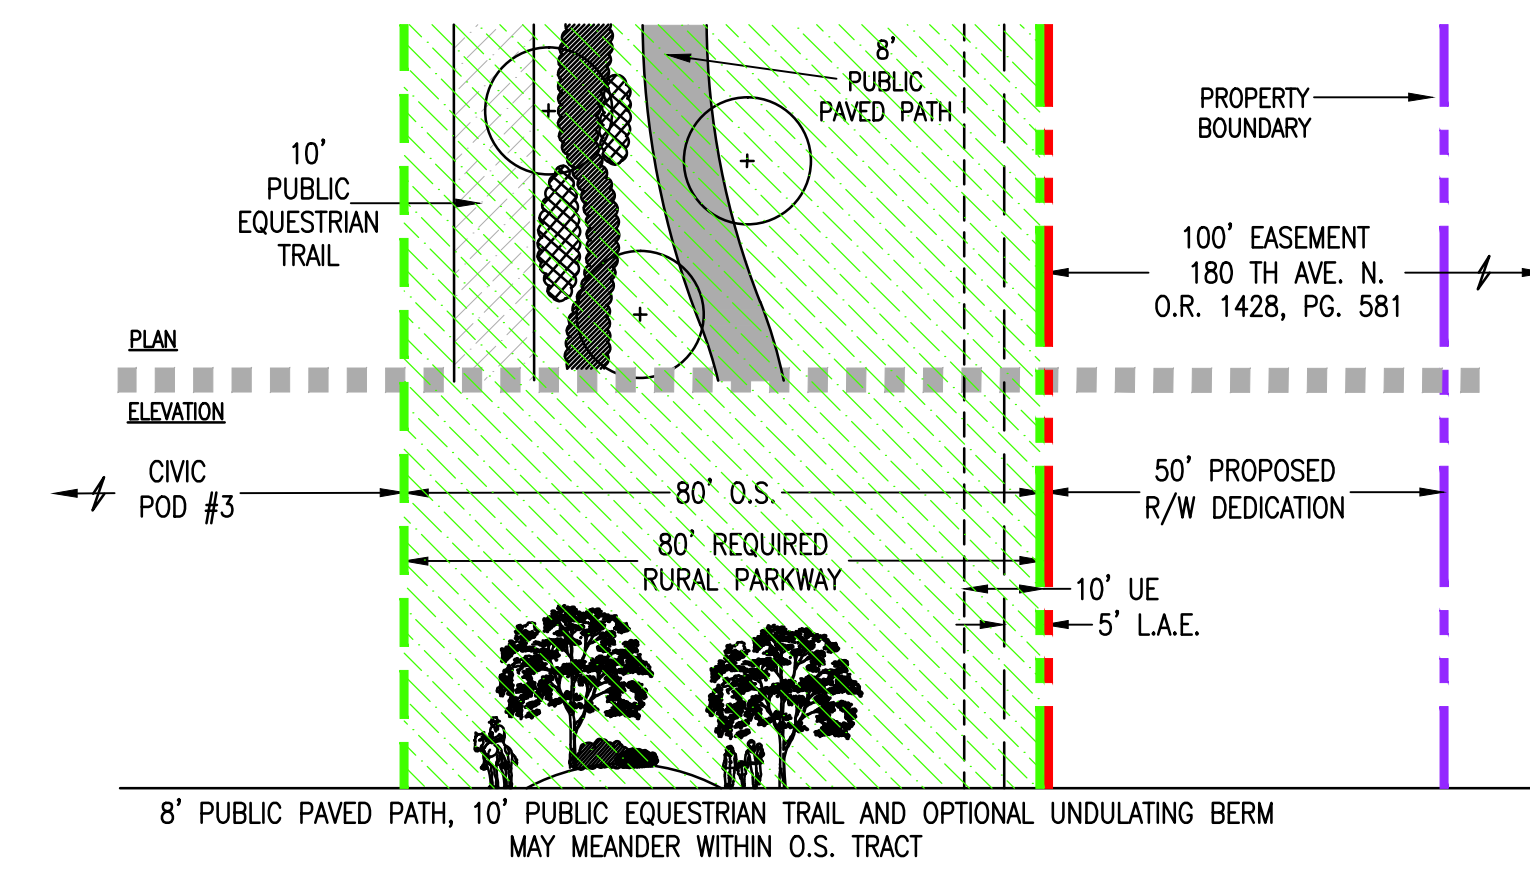 8'
PUBLIC
PAVED PATH
PROPERTY
BOUNDARY
10'
PUBLIC
EQUESTRIAN
TRAIL
100' EASEMENT
180 TH AVE. N.
O.R. 1428, PG. 581
PLAN
ELEVATION
CIVIC
POD #3
80' O.S.
50' PROPOSED
R/W DEDICATION
80' REQUIRED
RURAL PARKWAY
10' UE
5' L.A.E.
8' PUBLIC PAVED PATH, 10' PUBLIC EQUESTRIAN TRAIL AND OPTIONAL UNDULATING BERM
MAY MEANDER WITHIN O.S. TRACT